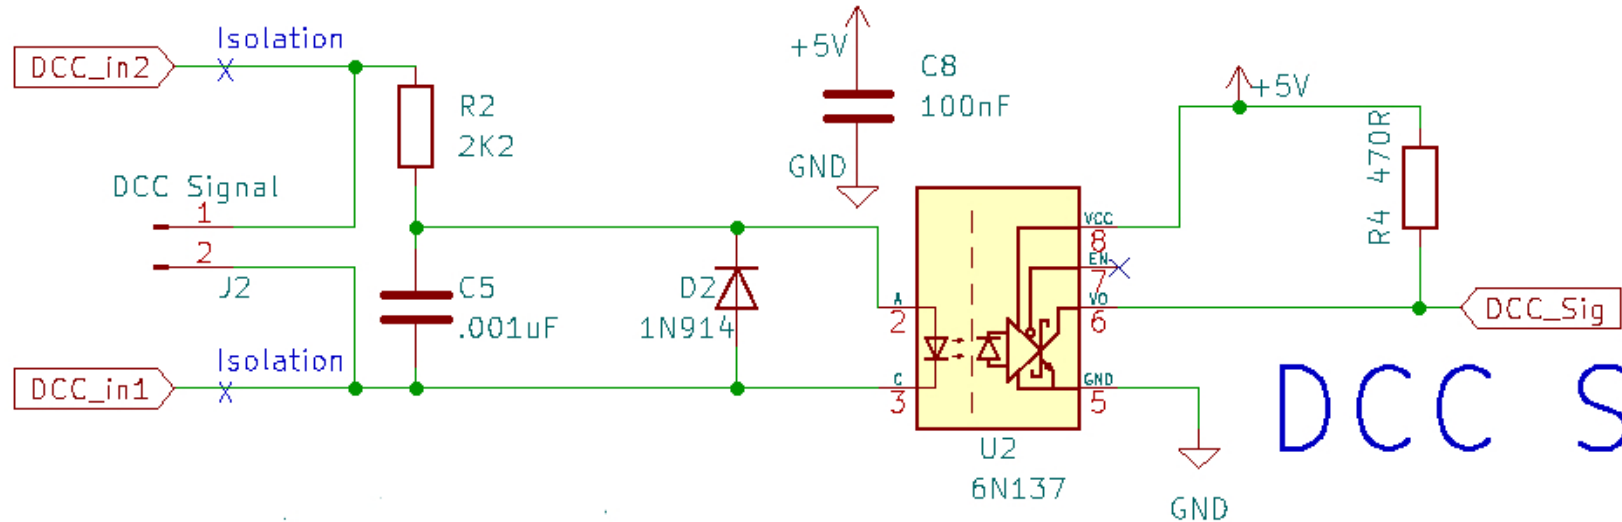 Isolation
DCC_in2
R2
2K2
DCC Signal
1
2
J2
C5
.001uF
Isolation
DCC_in1
D2
1N914
+5V
C8
100nF
GND
A
2
C
3
VCC
8
EN
7
VO
6
GND
5
U2
6N137
+5V
R4 470R
DCC_Sig
GND
DCC S